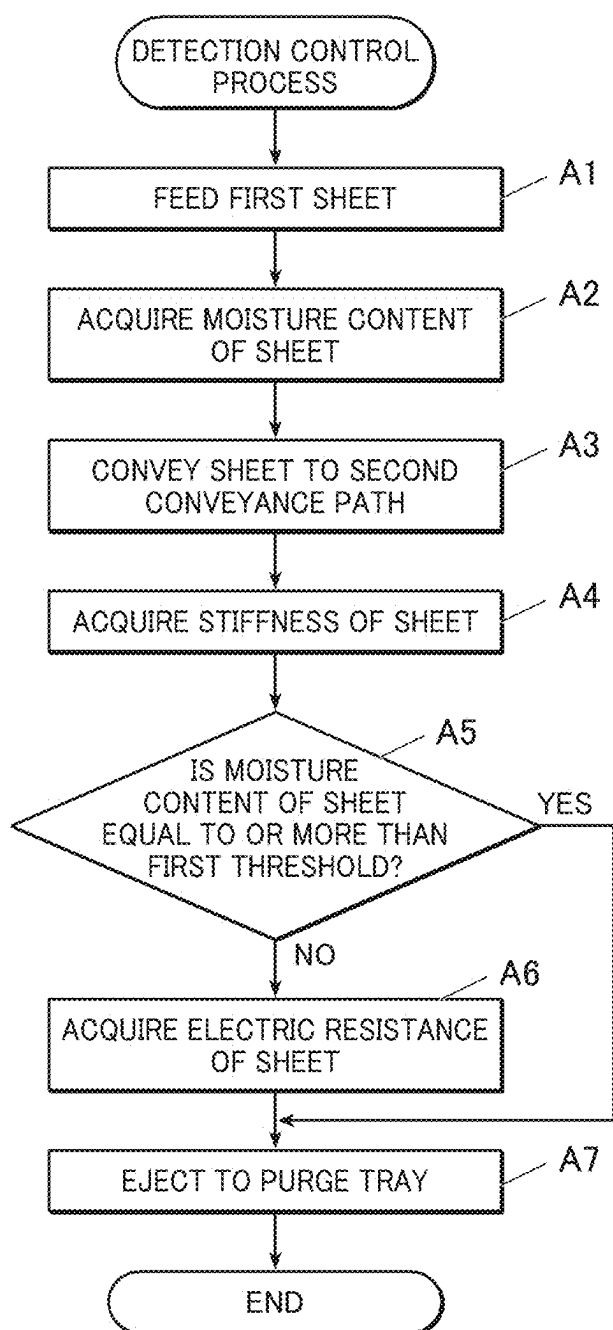 DETECTION CONTROL
PROCESS
A1
FEED FIRST SHEET
A2
ACQUIRE MOISTURE CONTENT
OF SHEET
A3
CONVEY SHEET TO SECOND
CONVEYANCE PATH
A4
ACQUIRE STIFFNESS OF SHEET
A5
IS MOISTURE
CONTENT OF SHEET
EQUAL TO OR MORE THAN
FIRST THRESHOLD?
YES
NO
A6
ACQUIRE ELECTRIC RESISTANCE
OF SHEET
A7
EJECT TO PURGE TRAY
END